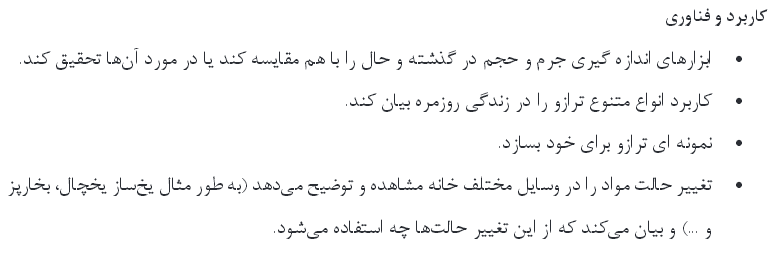 کاربرد و فناوری
• ابزارهای اندازه گیری جرم و حجم در گذشته و حال را با هم مقایسه کند یا در مورد آن‌ها تحقیق کند.
• کاربرد انواع متنوع ترازو را در زندگی روزمره بیان کند.
• نمونه ای ترازو برای خود بسازد.
• تغییر حالت مواد را در وسایل مختلف خانه مشاهده و توضیح می‌دهد (به طور مثال یخ‌ساز یخچال، بخارپز
و ...) و بیان می‌کند که از این تغییر حالت‌ها چه استفاده می‌شود.